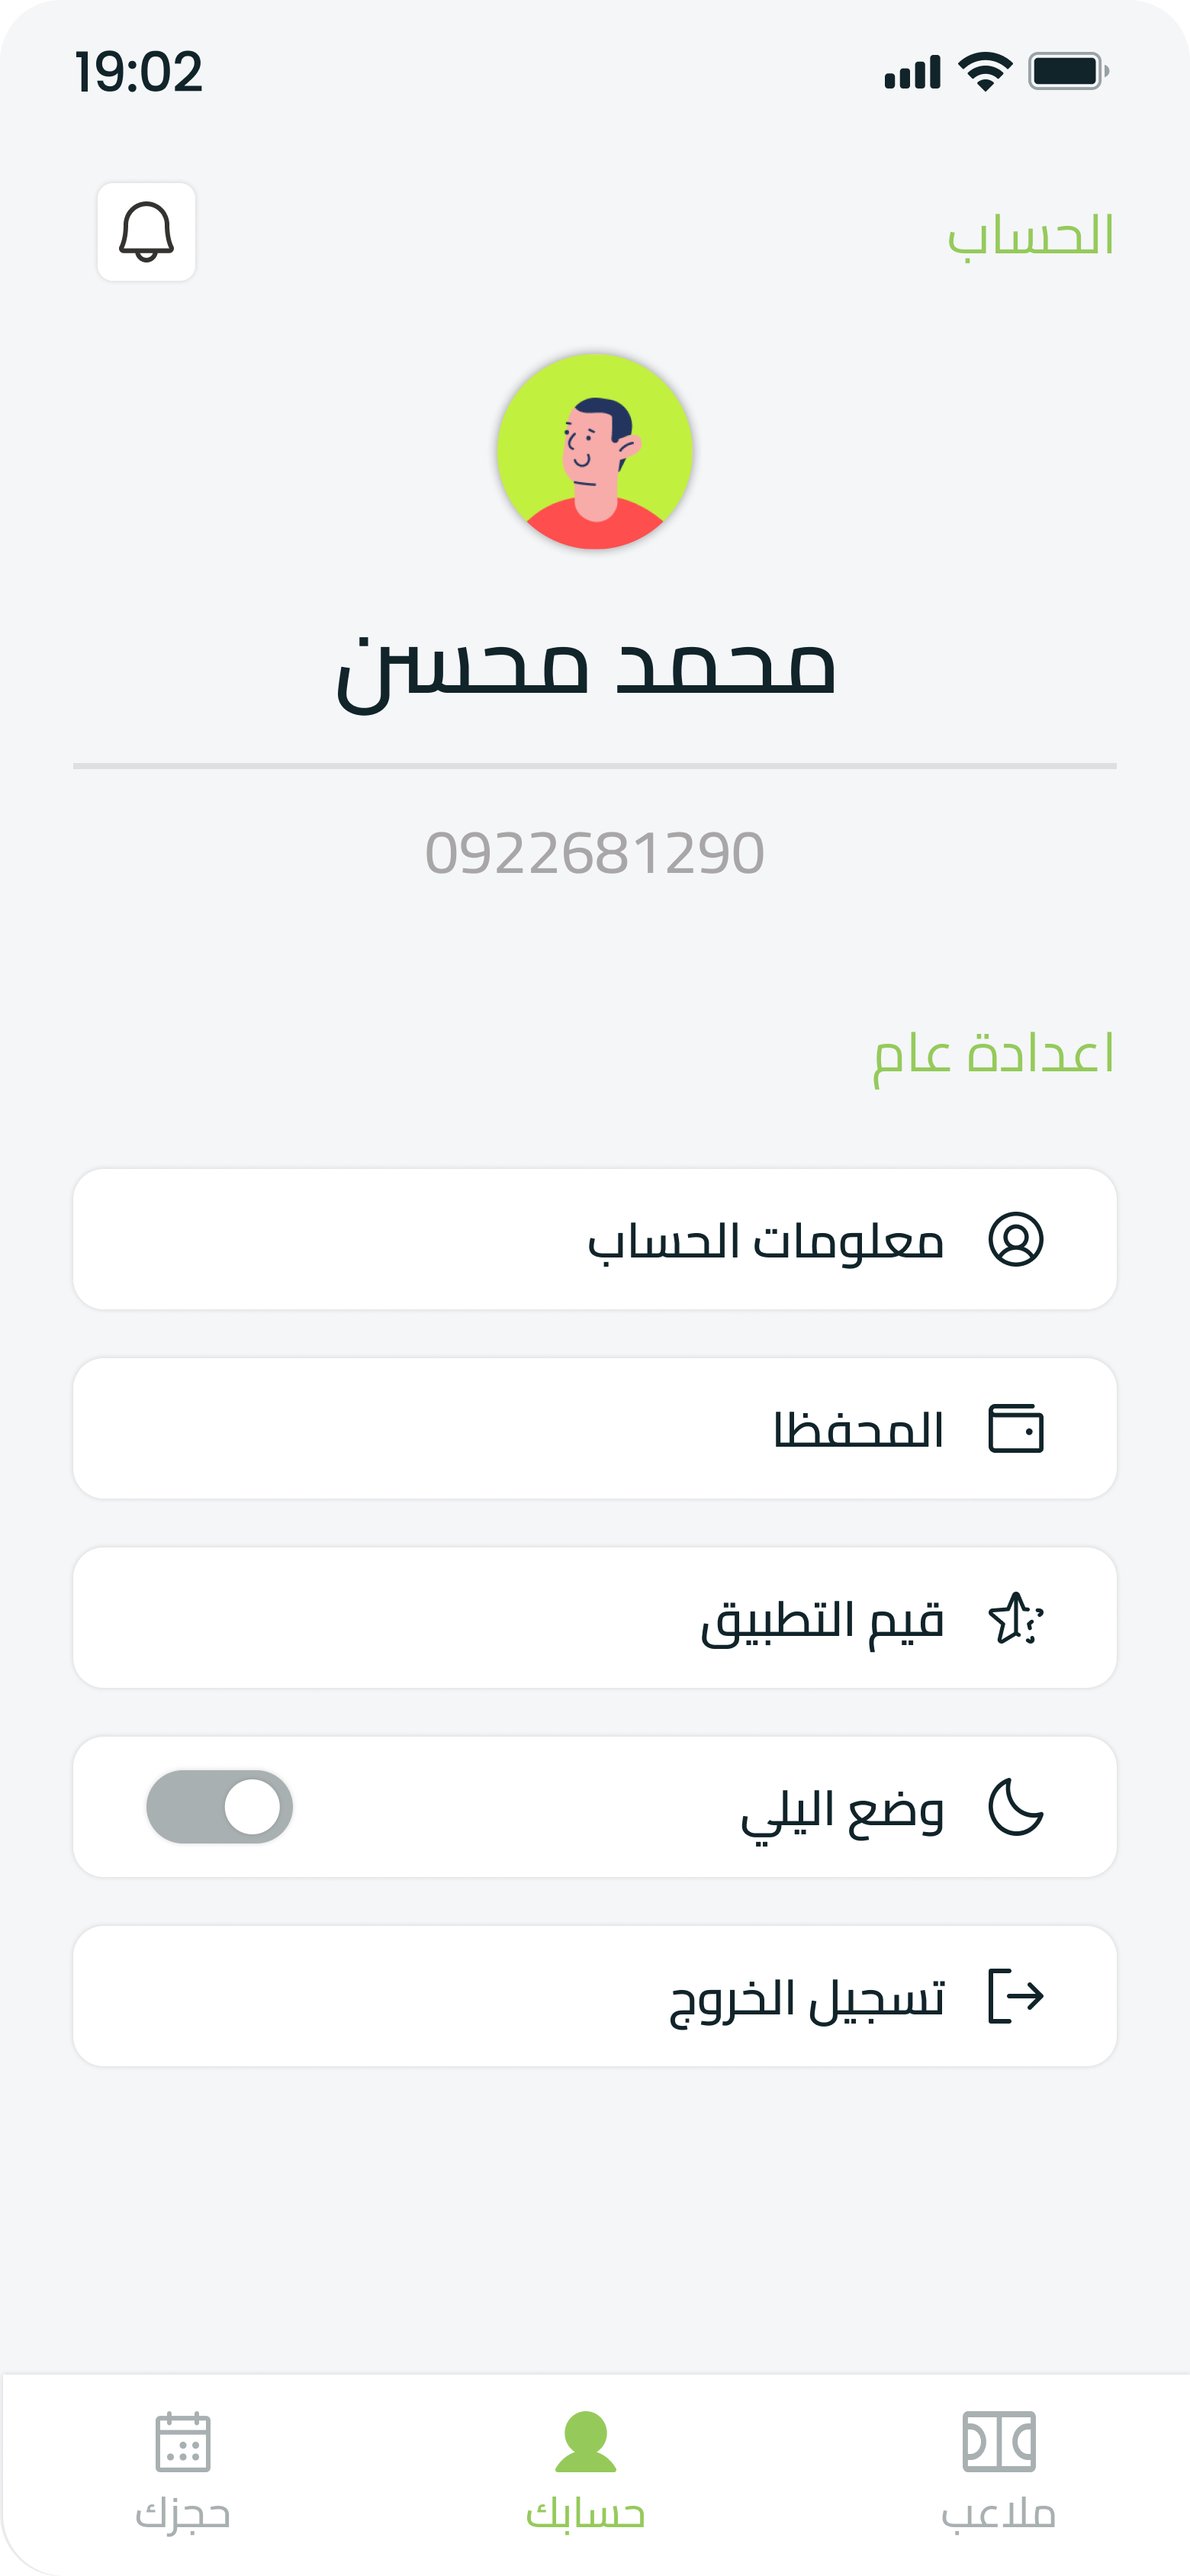 19:02
الحساب
محمد محسن
0922681290
اعدادة عام
معلومات الحساب
المحفظا
قيم التطبيق
وضع اليلي
تسجيل الخروج
ملاعب
حسابك
حجزك